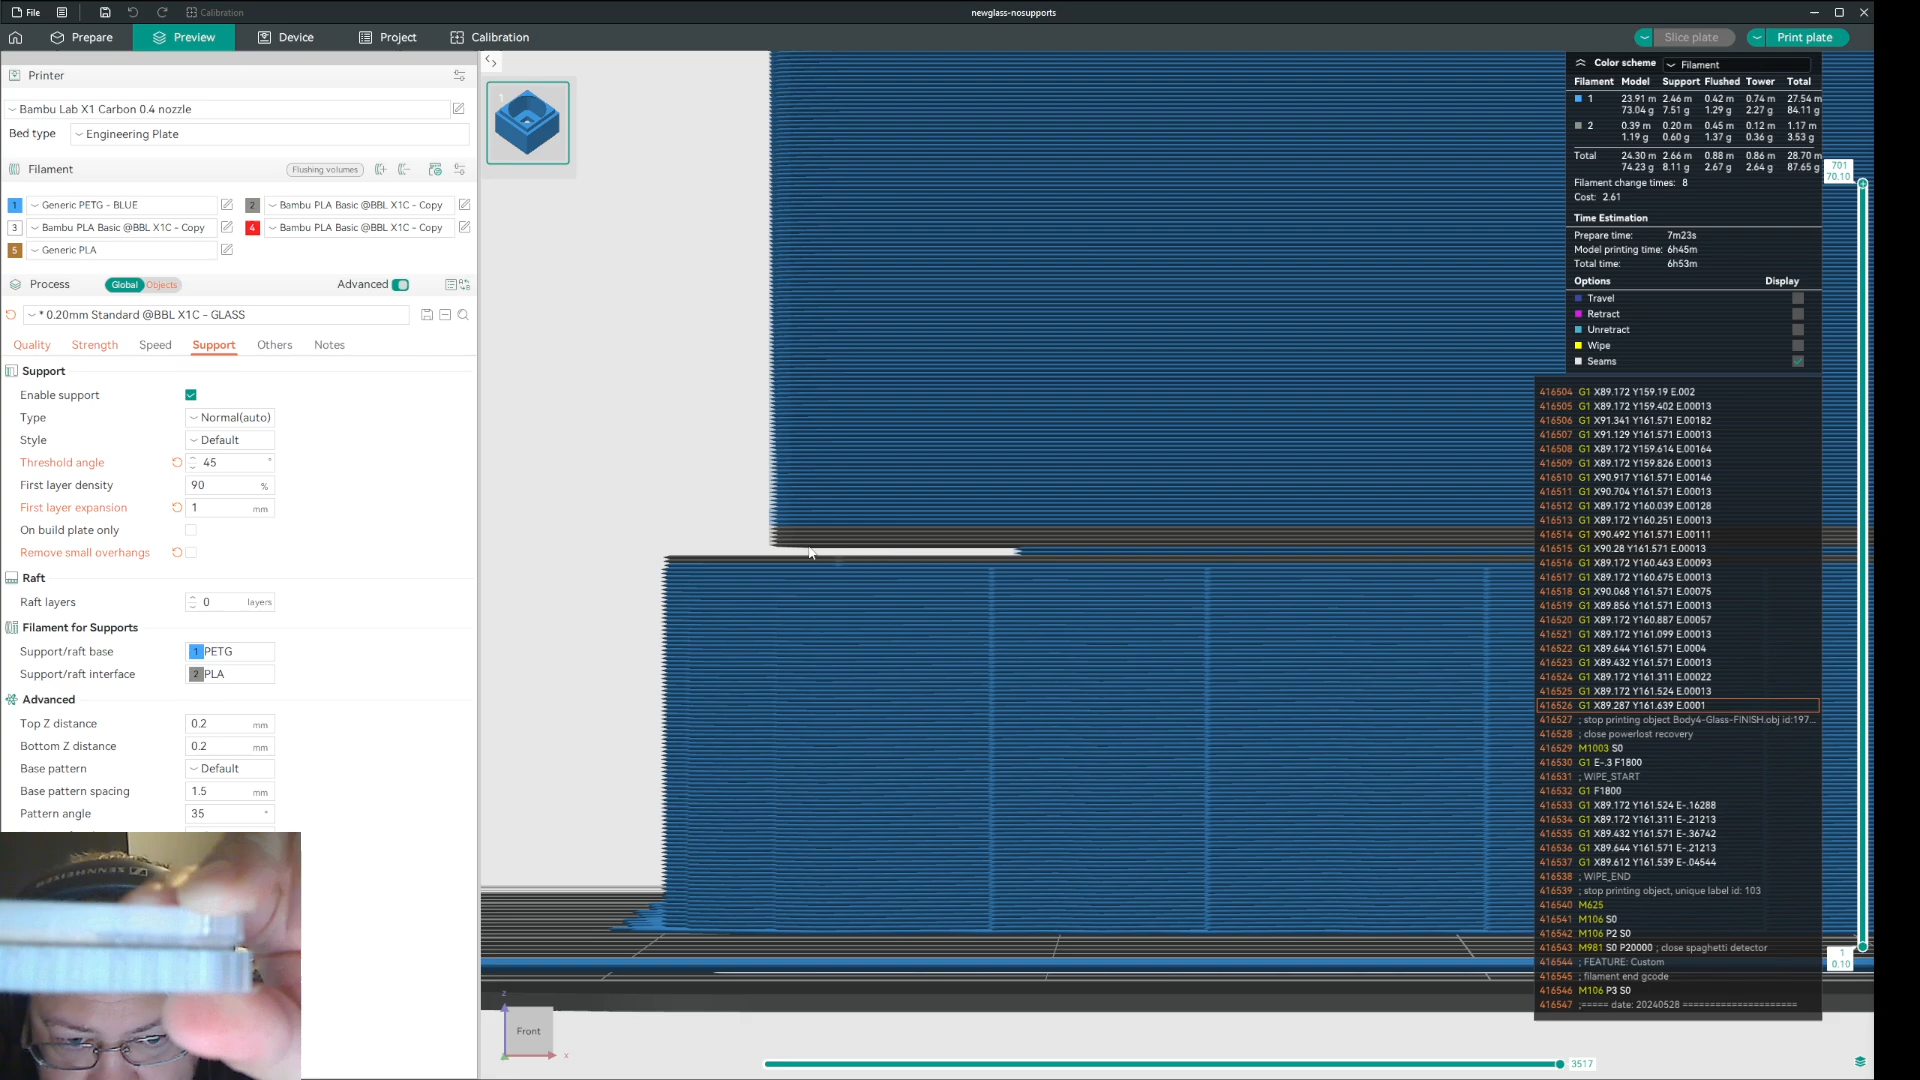 File
Calibration
newglass-nosupports
Prepare
Preview
Device
Project
Calibration
Slice plate
Print plate
Printer
Bambu Lab X1 Carbon 0.4 nozzle
Bed type
Engineering Plate
Filament
Flushing volumes
1 Generic PETG - BLUE
2 Bambu PLA Basic @BBL X1C - Copy
3 Bambu PLA Basic @BBL X1C - Copy
4 Bambu PLA Basic @BBL X1C - Copy
5 Generic PLA
Process Global Objects Advanced
* 0.20mm Standard @BBL X1C - GLASS
Quality Strength Speed Support Others Notes
Support
Enable support
Type Normal(auto)
Style Default
Threshold angle 45 °
First layer density 90 %
First layer expansion 1 mm
On build plate only
Remove small overhangs
Raft
Raft layers 0 layers
Filament for Supports
Support/raft base 1 PETG
Support/raft interface 2 PLA
Advanced
Top Z distance 0.2 mm
Bottom Z distance 0.2 mm
Base pattern Default
Base pattern spacing 1.5 mm
Pattern angle 35 °
SENNHEISER
1
Color scheme Filament
Filament Model Support Flushed Tower Total
1 23.91 m 2.46 m 0.42 m 0.74 m 27.54 m
73.04 g 7.51 g 1.29 g 2.27 g 84.11 g
2 0.39 m 0.20 m 0.45 m 0.12 m 1.17 m
1.19 g 0.60 g 1.37 g 0.36 g 3.53 g
Total 24.30 m 2.66 m 0.88 m 0.86 m 28.70 m
74.23 g 8.11 g 2.67 g 2.64 g 87.65 g
Filament change times: 8
Cost: 2.61
Time Estimation
Prepare time: 7m23s
Model printing time: 6h45m
Total time: 6h53m
Options Display
Travel
Retract
Unretract
Wipe
Seams
701
70.10
416504 G1 X89.172 Y159.19 E.002
416505 G1 X89.172 Y159.402 E.00013
416506 G1 X91.341 Y161.571 E.00182
416507 G1 X91.129 Y161.571 E.00013
416508 G1 X89.172 Y159.614 E.00164
416509 G1 X89.172 Y159.826 E.00013
416510 G1 X90.917 Y161.571 E.00146
416511 G1 X90.704 Y161.571 E.00013
416512 G1 X89.172 Y160.039 E.00128
416513 G1 X89.172 Y160.251 E.00013
416514 G1 X90.492 Y161.571 E.00111
416515 G1 X90.28 Y161.571 E.00013
416516 G1 X89.172 Y160.463 E.00093
416517 G1 X89.172 Y160.675 E.00013
416518 G1 X90.068 Y161.571 E.00075
416519 G1 X89.856 Y161.571 E.00013
416520 G1 X89.172 Y160.887 E.00057
416521 G1 X89.172 Y161.099 E.00013
416522 G1 X89.644 Y161.571 E.0004
416523 G1 X89.432 Y161.571 E.00013
416524 G1 X89.172 Y161.311 E.00022
416525 G1 X89.172 Y161.524 E.00013
416526 G1 X89.287 Y161.639 E.0001
416527 ; stop printing object Body4-Glass-FINISH.obj id:197...
416528 ; close powerlost recovery
416529 M1003 S0
416530 G1 E-.3 F1800
416531 ; WIPE_START
416532 G1 F1800
416533 G1 X89.172 Y161.524 E-.16288
416534 G1 X89.172 Y161.311 E-.21213
416535 G1 X89.432 Y161.571 E-.36742
416536 G1 X89.644 Y161.571 E-.21213
416537 G1 X89.612 Y161.539 E-.04544
416538 ; WIPE_END
416539 ; stop printing object, unique label id: 103
416540 M625
416541 M106 S0
416542 M106 P2 S0
416543 M981 S0 P20000 ; close spaghetti detector
416544 ; FEATURE: Custom
416545 ; filament end gcode
416546 M106 P3 S0
416547 ;===== date: 20240528 =====================
1
0.10
z
Front
x
3517